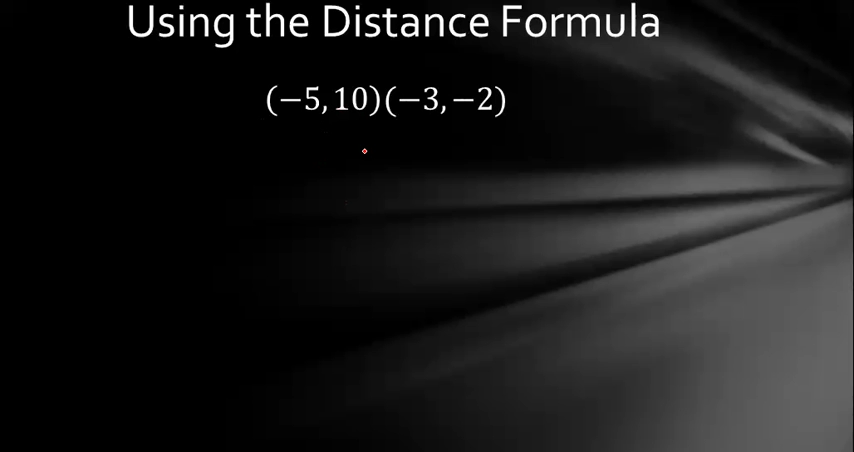 Using the Distance Formula
(−5, 10)(−3, −2)